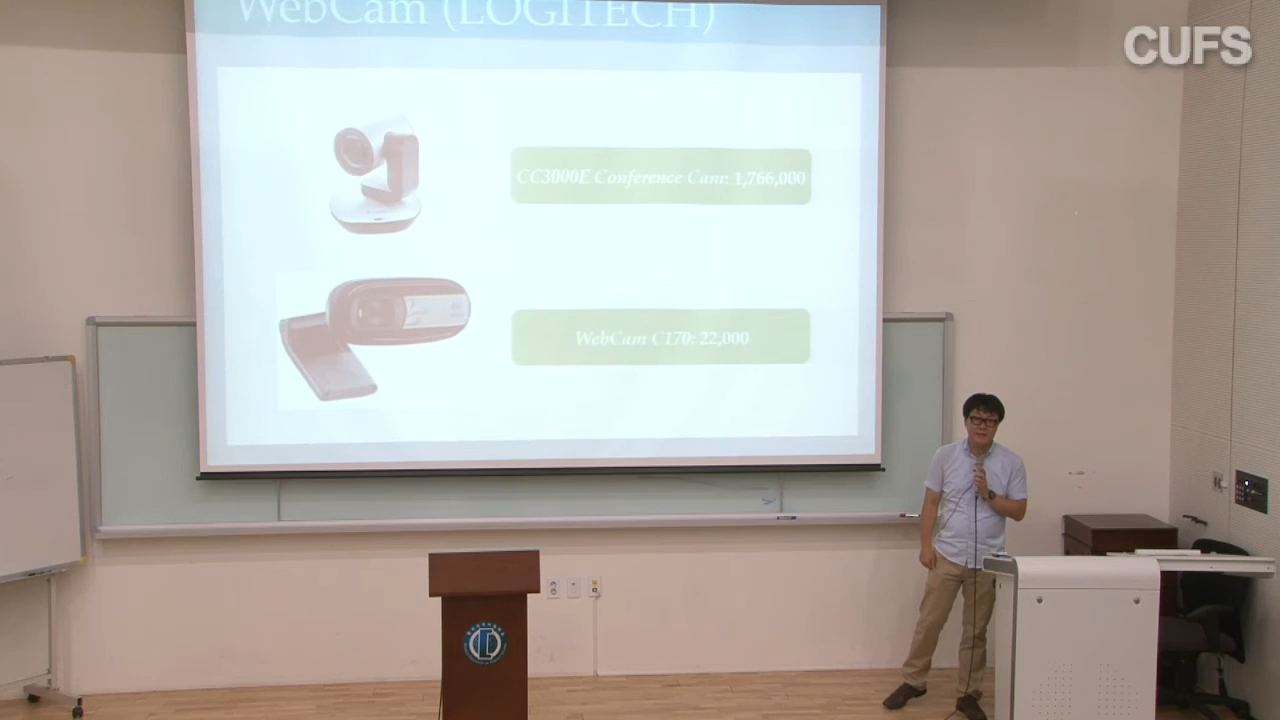 WebCam (LOGITECH)
CUFS
CC3000E Conference Cam: 1,766,000
WebCam C170: 22,000